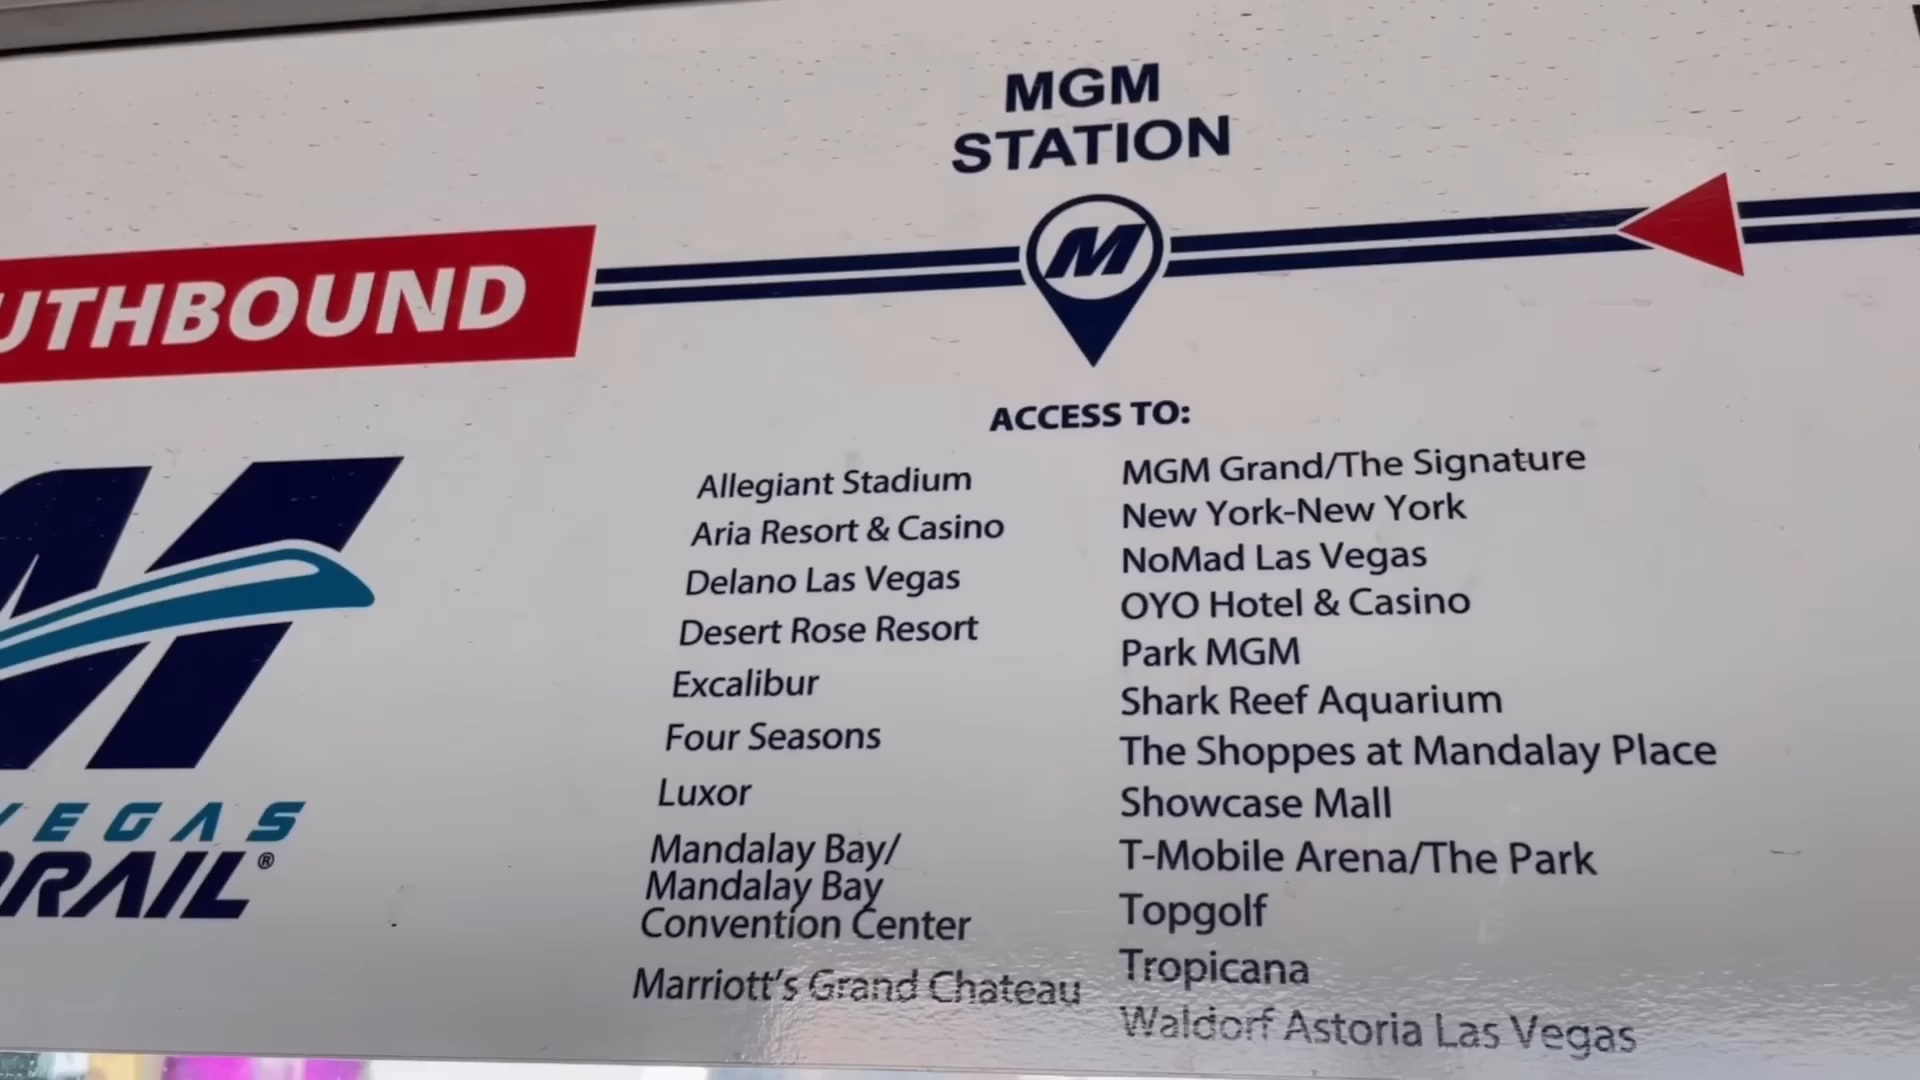 MGM
STATION
UTHBOUND
M
ACCESS TO:
Allegiant Stadium
Aria Resort & Casino
Delano Las Vegas
Desert Rose Resort
Excalibur
Four Seasons
Luxor
Mandalay Bay/
Mandalay Bay
Convention Center
Marriott's Grand Chateau
MGM Grand/The Signature
New York-New York
NoMad Las Vegas
OYO Hotel & Casino
Park MGM
Shark Reef Aquarium
The Shoppes at Mandalay Place
Showcase Mall
T-Mobile Arena/The Park
Topgolf
Tropicana
Waldorf Astoria Las Vegas
VEGAS
ORAIL®